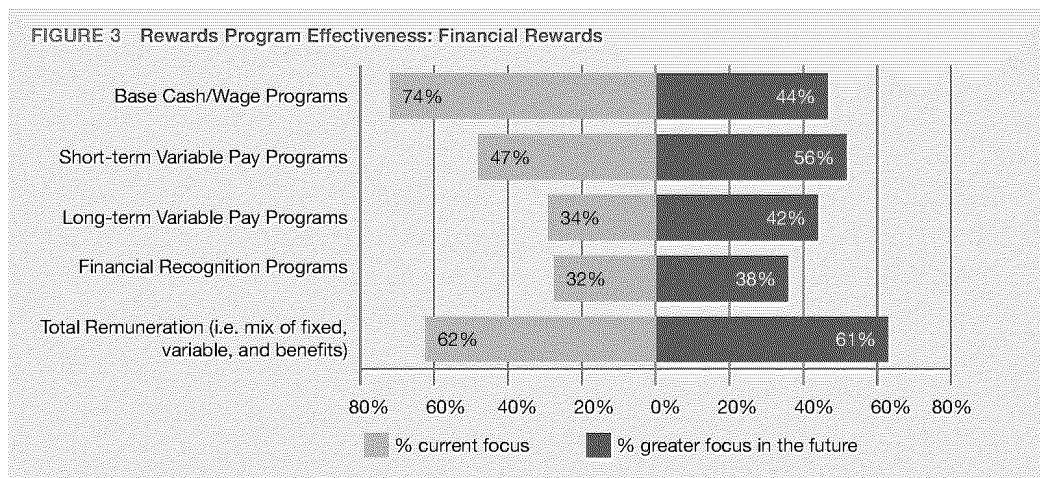 FIGURE 3 Rewards Program Effectiveness: Financial Rewards
Base Cash/Wage Programs
74%
44%
Short-term Variable Pay Programs
47%
56%
Long-term Variable Pay Programs
34%
42%
Financial Recognition Programs
32%
38%
Total Remuneration (i.e. mix of fixed,
variable, and benefits)
62%
61%
80% 60% 40% 20% 0% 20% 40% 60% 80%
% current focus
% greater focus in the future